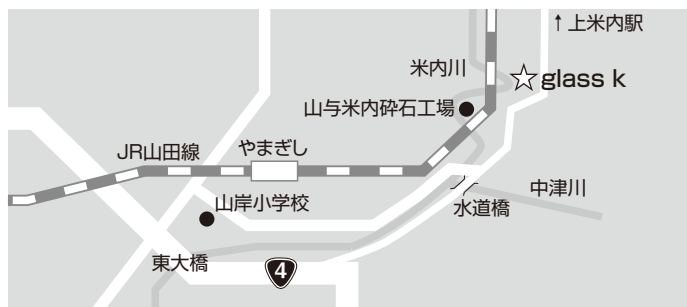 ↑上米内駅
米内川
glass k
山与米内砕石工場
JR山田線
やまぎし
中津川
山岸小学校
水道橋
東大橋
4